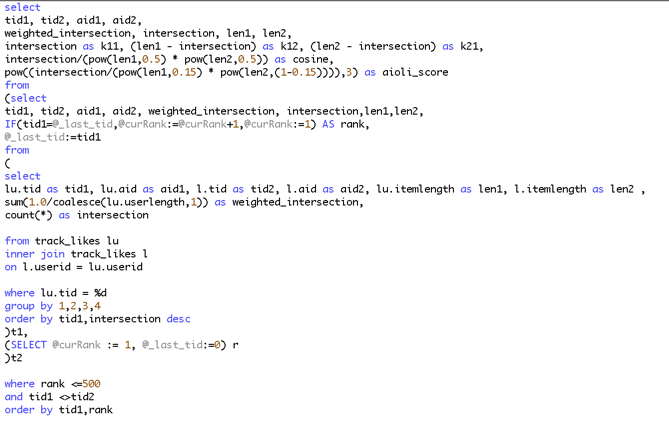 select
tid1, tid2, aid1, aid2,
weighted_intersection, intersection, len1, len2,
intersection as k11, (len1 - intersection) as k12, (len2 - intersection) as k21,
intersection/(pow(len1,0.5) * pow(len2,0.5)) as cosine,
pow((intersection/(pow(len1,0.15) * pow(len2,(1-0.15)))),3) as aioli_score
from
(select
tid1, tid2, aid1, aid2, weighted_intersection, intersection,len1,len2,
IF(tid1=@_last_tid,@curRank:=@curRank+1,@curRank:=1) AS rank,
@_last_tid:=tid1
from
(
select
lu.tid as tid1, lu.aid as aid1, l.tid as tid2, l.aid as aid2, lu.itemlength as len1, l.itemlength as len2 ,
sum(1.0/coalesce(lu.userlength,1)) as weighted_intersection,
count(*) as intersection
from track_likes lu
inner join track_likes l
on l.userid = lu.userid
where lu.tid = %d
group by 1,2,3,4
order by tid1,intersection desc
)t1,
(SELECT @curRank := 1, @_last_tid:=0) r
)t2
where rank <=500
and tid1 <>tid2
order by tid1,rank